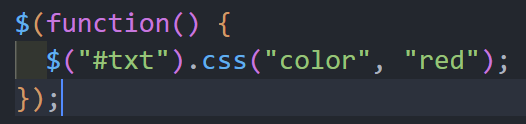 $(function() {
  $("#txt").css("color", "red");
});